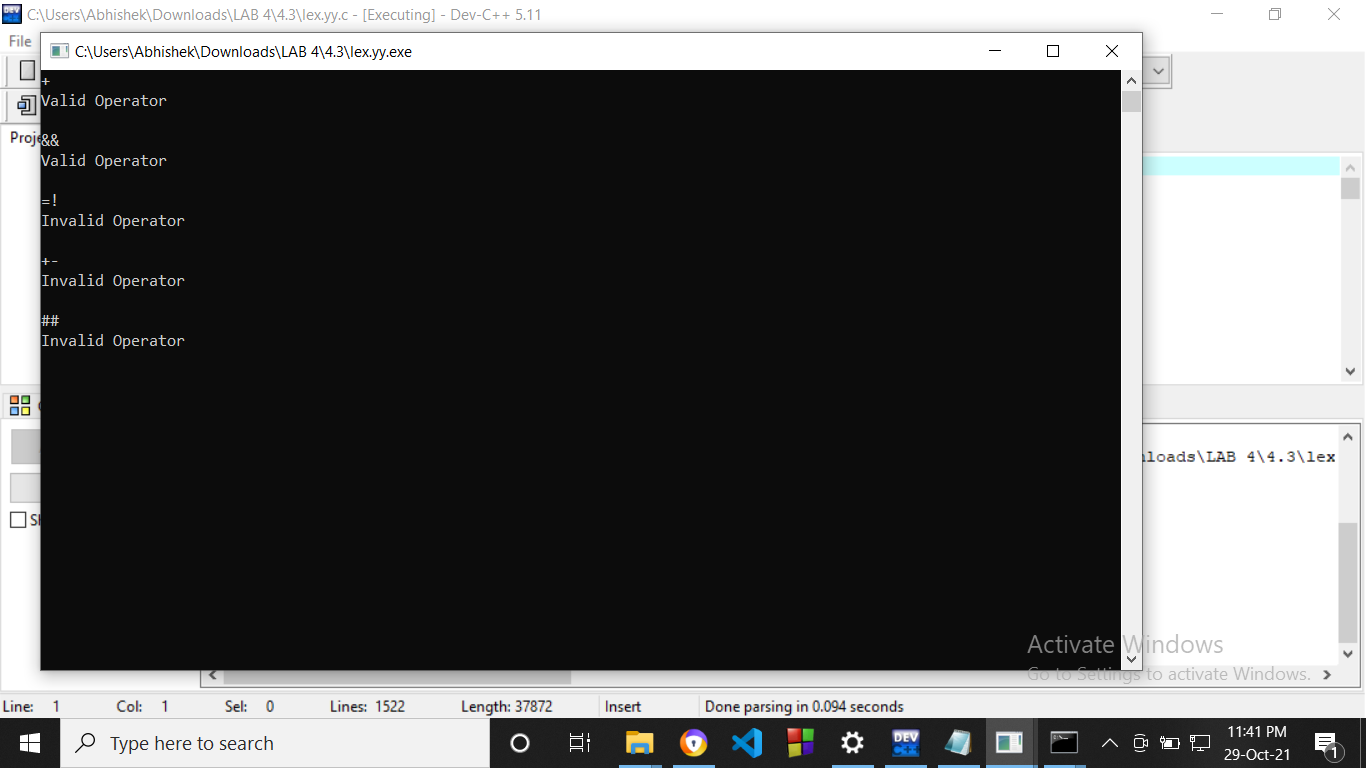 C:\Users\Abhishek\Downloads\LAB 4\4.3\lex.yy.c - [Executing] - Dev-C++ 5.11
File
C:\Users\Abhishek\Downloads\LAB 4\4.3\lex.yy.exe
+
Valid Operator
&&
Valid Operator
=!
Invalid Operator
+-
Invalid Operator
##
Invalid Operator
4\4.3\lex
Activate Windows
Go to Settings to activate Windows.
Line: 1 Col: 1 Sel: 0 Lines: 1522 Length: 37872 Insert Done parsing in 0.094 seconds
Type here to search
DEV
11:41 PM
29-Oct-21
1